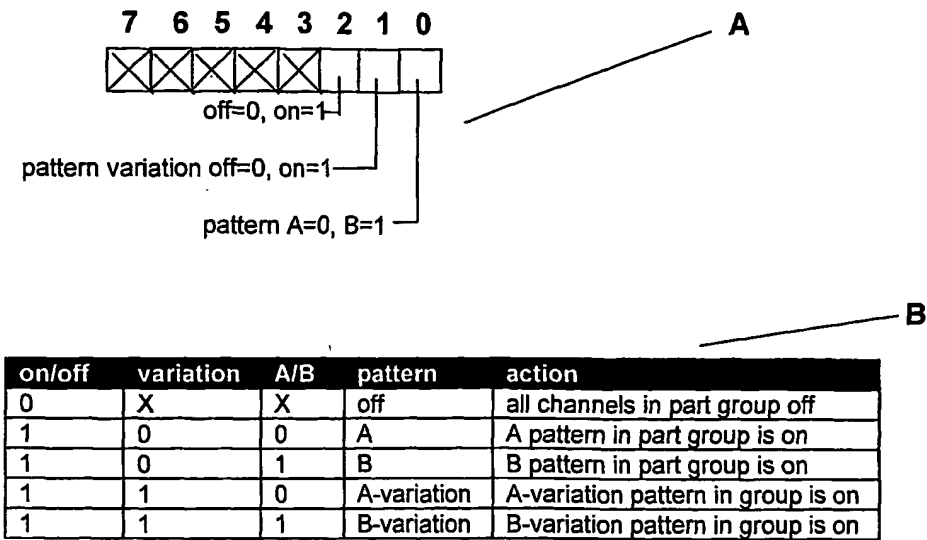 7 6 5 4 3 2 1 0
A
off=0, on=1
pattern variation off=0, on=1
pattern A=0, B=1
B
on/off variation A/B pattern action
0 X X off all channels in part group off
1 0 0 A A pattern in part group is on
1 0 1 B B pattern in part group is on
1 1 0 A-variation A-variation pattern in group is on
1 1 1 B-variation B-variation pattern in group is on